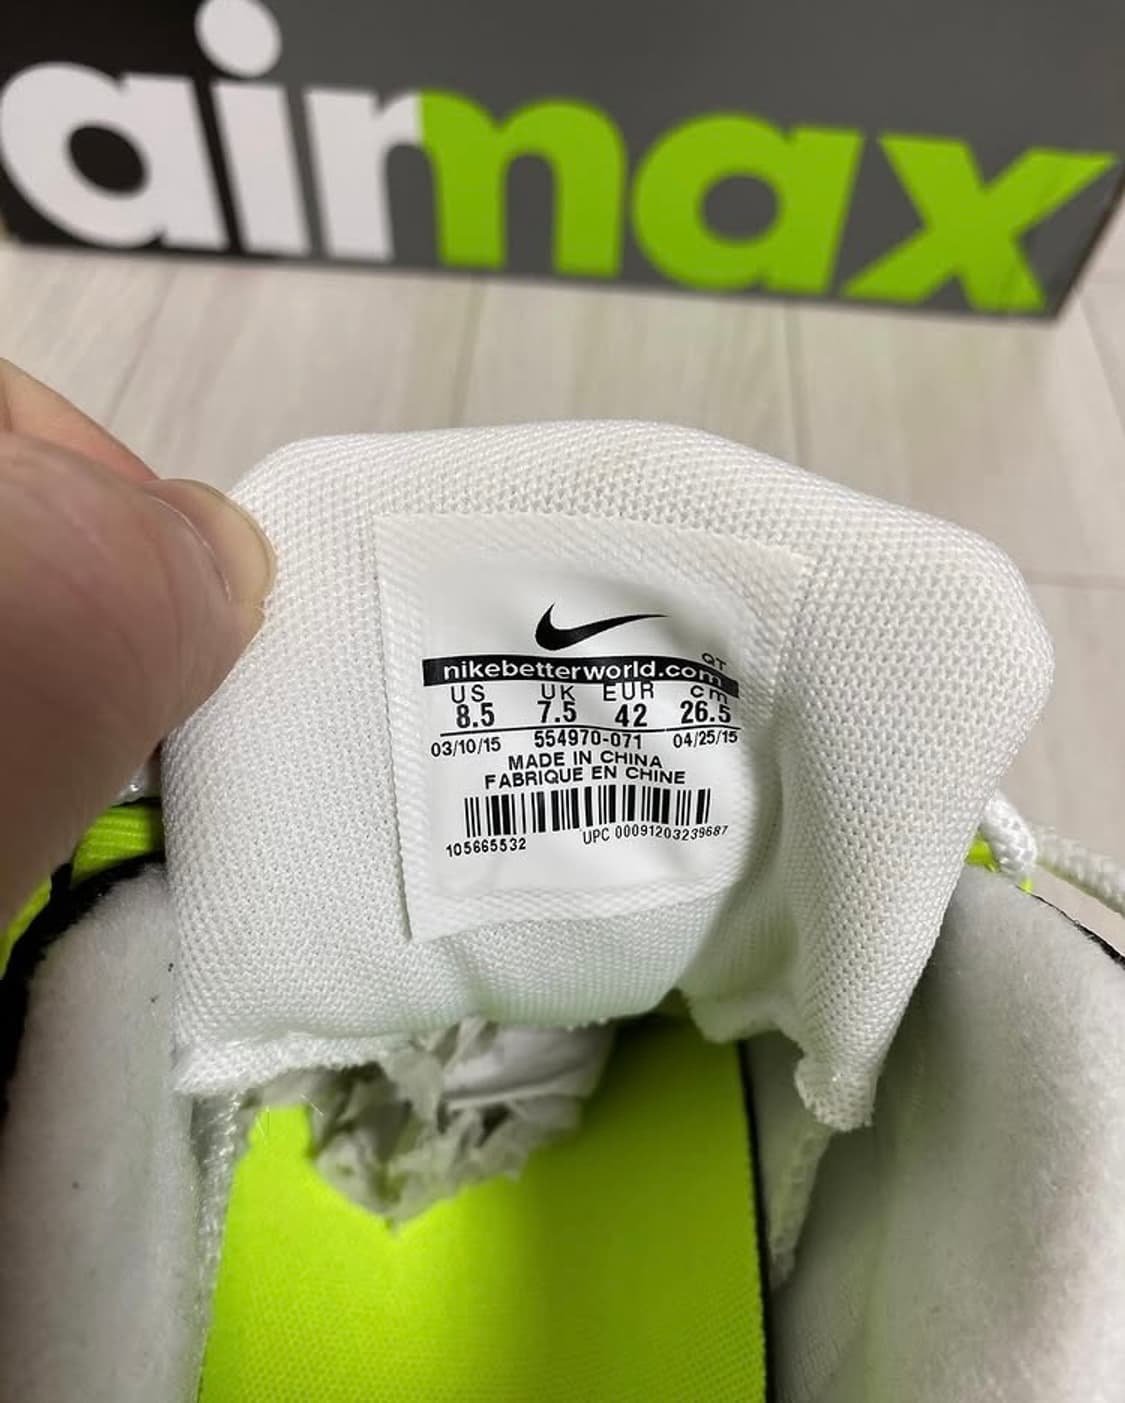 airmax
QT
nikebetterworld.com
US UK EUR cm
8.5 7.5 42 26.5
03/10/15 554970-071 04/25/15
MADE IN CHINA
FABRIQUE EN CHINE
105665532 UPC 00091203239687